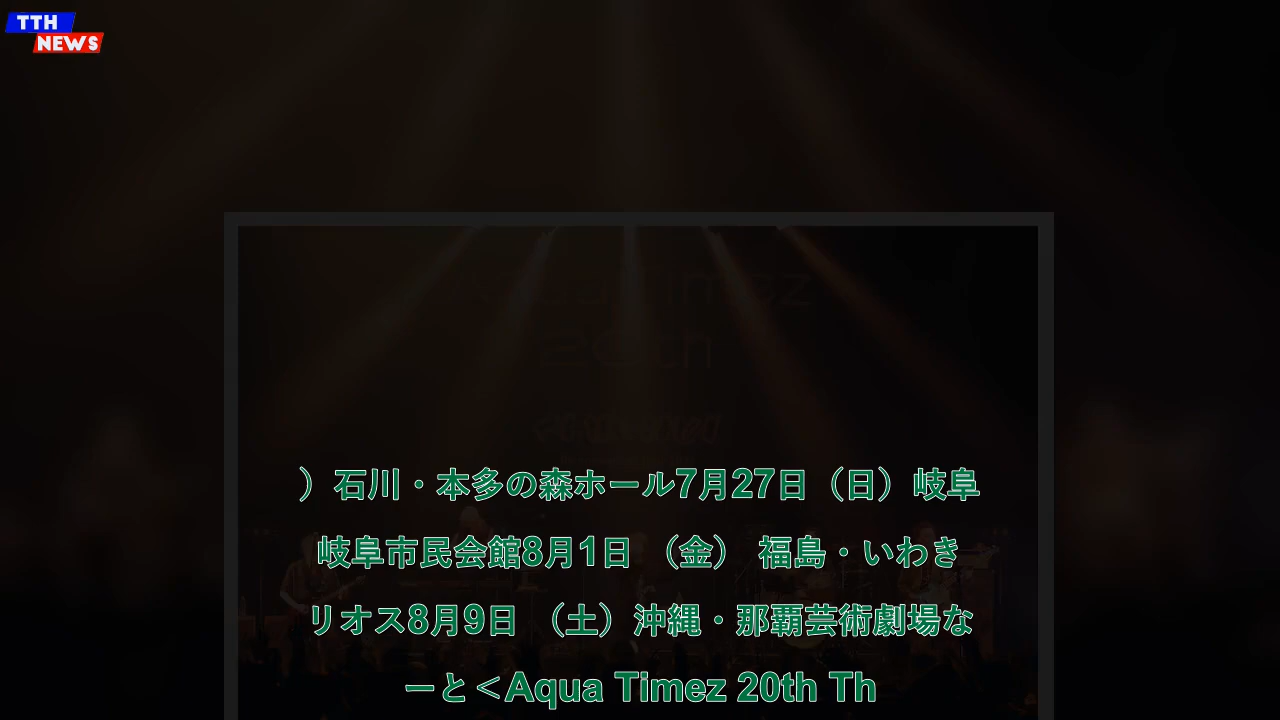 TTH
NEWS
Aqua Timez
20th
）石川・本多の森ホール7月27日（日）岐阜
岐阜市民会館8月1日　（金）　福島・いわき
リオス8月9日　（土）沖縄・那覇芸術劇場な
ーと＜Aqua Timez 20th Th